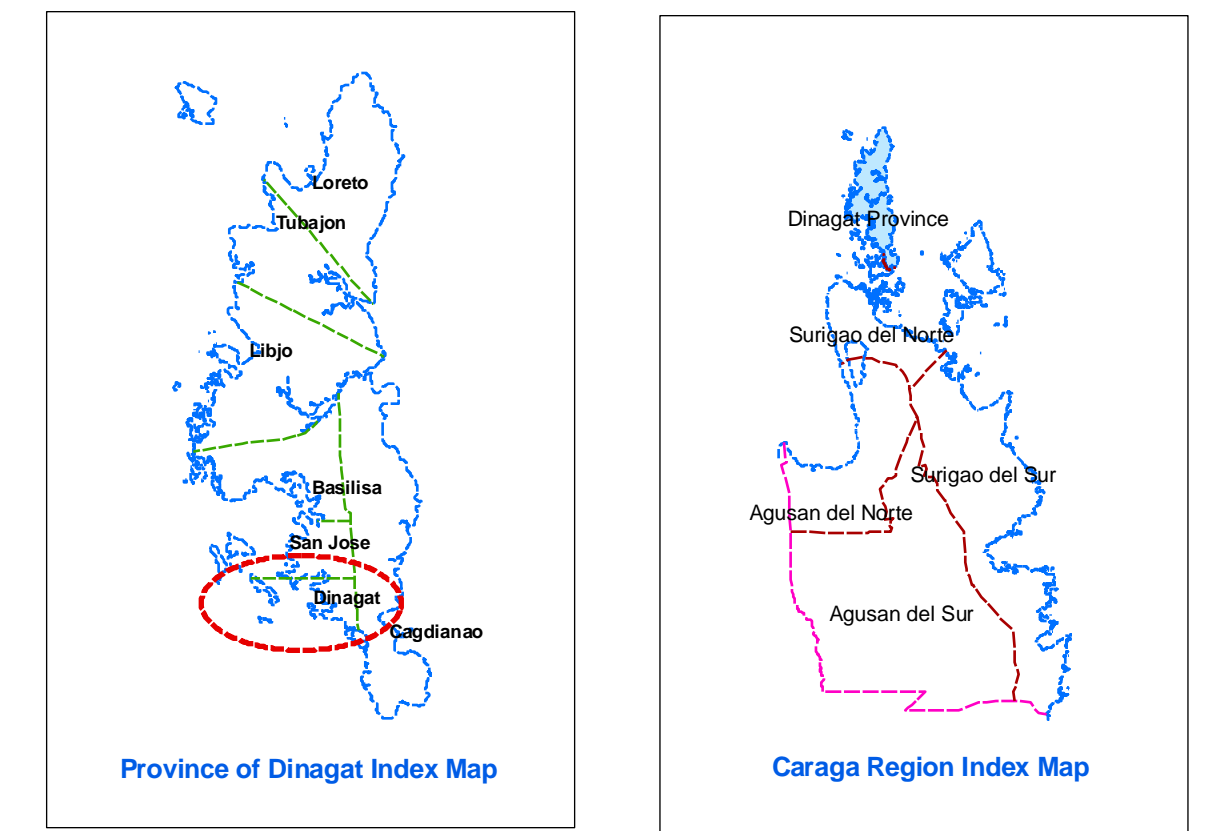 Loreto
Tubajon
Libjo
Basilisa
San Jose
Dinagat
Cagdianao
Province of Dinagat Index Map
Dinagat Province
Surigao del Norte
Surigao del Sur
Agusan del Norte
Agusan del Sur
Caraga Region Index Map